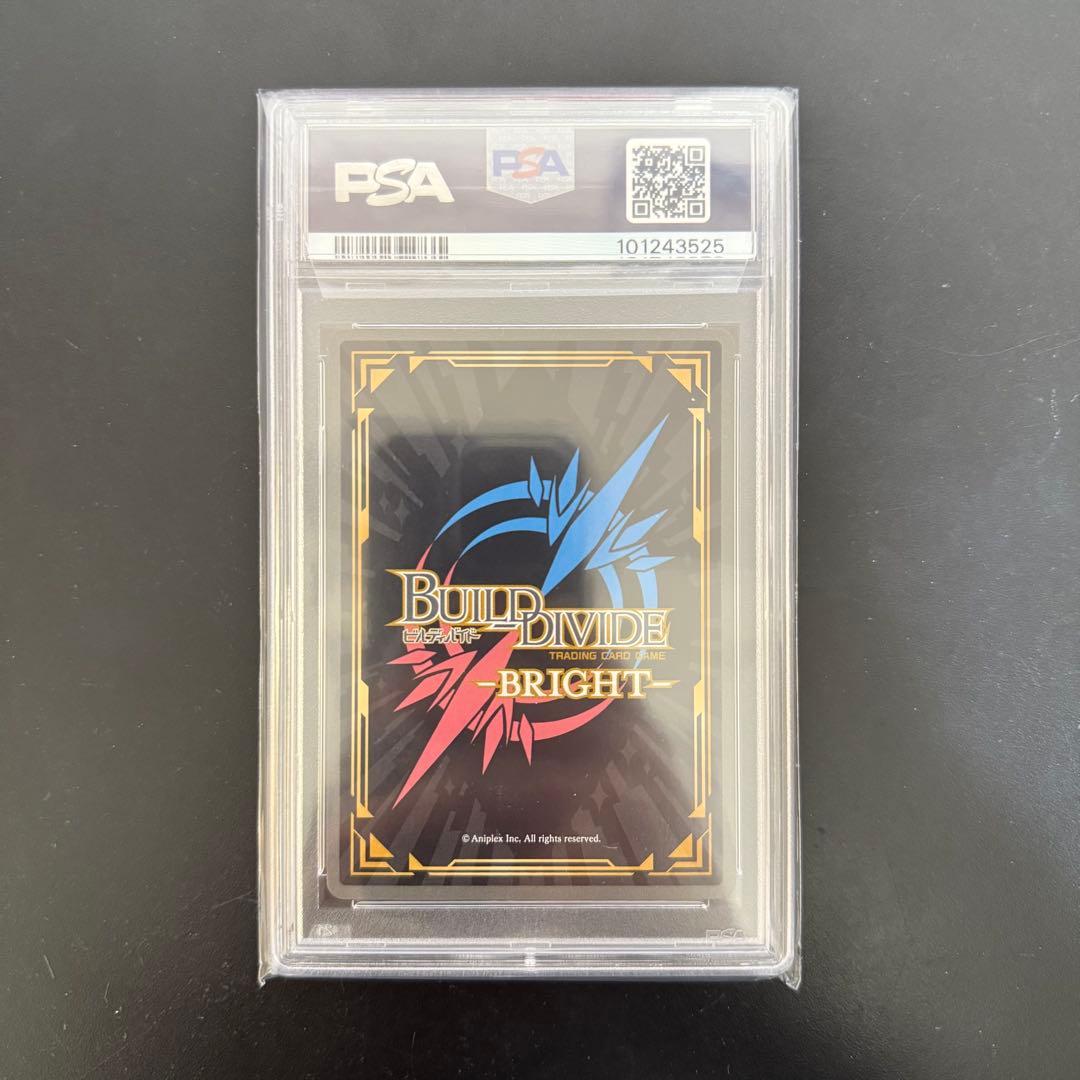 PSA
PSA
101243525
BUILD DIVIDE
ビルディバイド
TRADING CARD GAME
-BRIGHT-
© Aniplex Inc. All rights reserved.
PSA